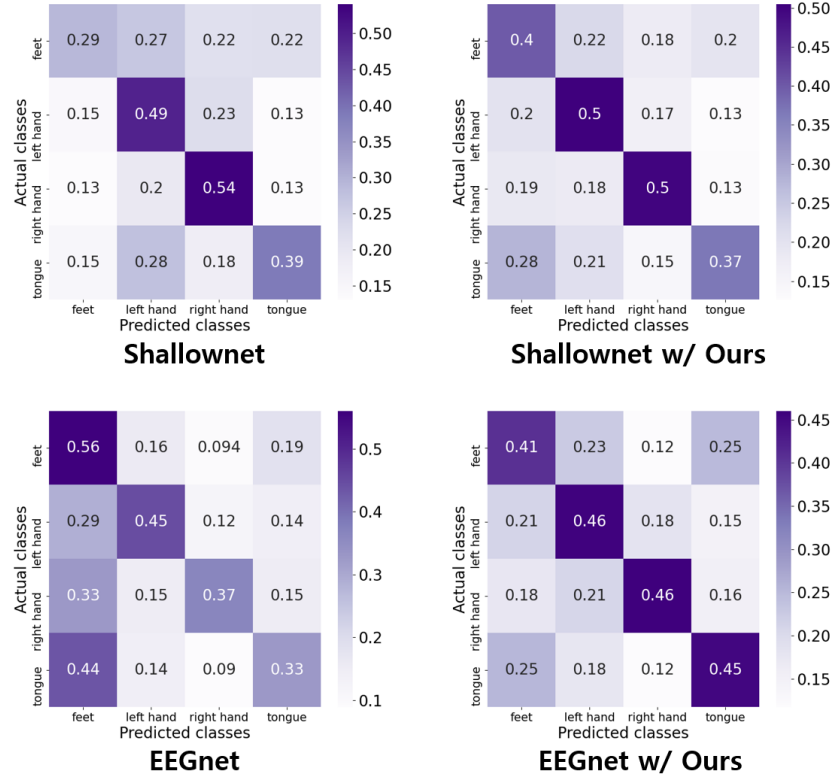 feet 0.29 0.27 0.22 0.22
left hand 0.15 0.49 0.23 0.13
right hand 0.13 0.2 0.54 0.13
tongue 0.15 0.28 0.18 0.39
feet left hand right hand tongue
Actual classes
Predicted classes
0.50
0.45
0.40
0.35
0.30
0.25
0.20
0.15
Shallownet
feet 0.4 0.22 0.18 0.2
left hand 0.2 0.5 0.17 0.13
right hand 0.19 0.18 0.5 0.13
tongue 0.28 0.21 0.15 0.37
feet left hand right hand tongue
Actual classes
Predicted classes
0.50
0.45
0.40
0.35
0.30
0.25
0.20
0.15
Shallownet w/ Ours
feet 0.56 0.16 0.094 0.19
left hand 0.29 0.45 0.12 0.14
right hand 0.33 0.15 0.37 0.15
tongue 0.44 0.14 0.09 0.33
feet left hand right hand tongue
Actual classes
Predicted classes
0.5
0.4
0.3
0.2
0.1
EEGnet
feet 0.41 0.23 0.12 0.25
left hand 0.21 0.46 0.18 0.15
right hand 0.18 0.21 0.46 0.16
tongue 0.25 0.18 0.12 0.45
feet left hand right hand tongue
Actual classes
Predicted classes
0.45
0.40
0.35
0.30
0.25
0.20
0.15
EEGnet w/ Ours